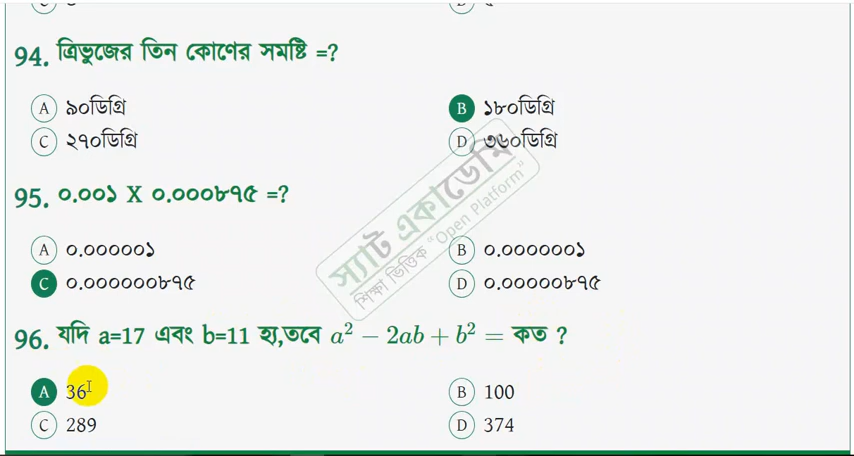 94. ত্রিভুজের তিন কোণের সমষ্টি =?
A ৯০ডিগ্রি
B ১৮০ডিগ্রি
C ২৭০ডিগ্রি
D ৩৬০ডিগ্রি
95. ০.০০১ X ০.০০০৮৭৫ =?
A ০.০০০০০১
B ০.০০০০০০১
C ০.০০০০০০৮৭৫
D ০.০০০০০৮৭৫
96. যদি a=17 এবং b=11 হ্য,তবে a² − 2ab + b² = কত ?
A 36
B 100
C 289
D 374
স্যাট একাডেমি
শিক্ষা ভিত্তিক "Open Platform"